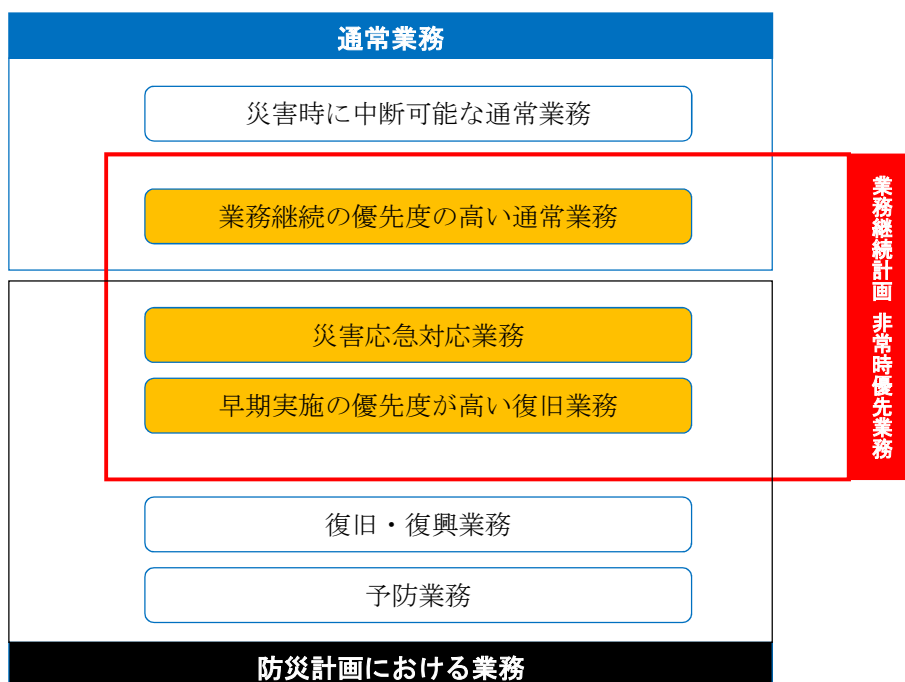 通常業務
災害時に中断可能な通常業務
業務継続の優先度の高い通常業務
災害応急対応業務
早期実施の優先度が高い復旧業務
復旧・復興業務
予防業務
防災計画における業務
業務継続計画 非常時優先業務